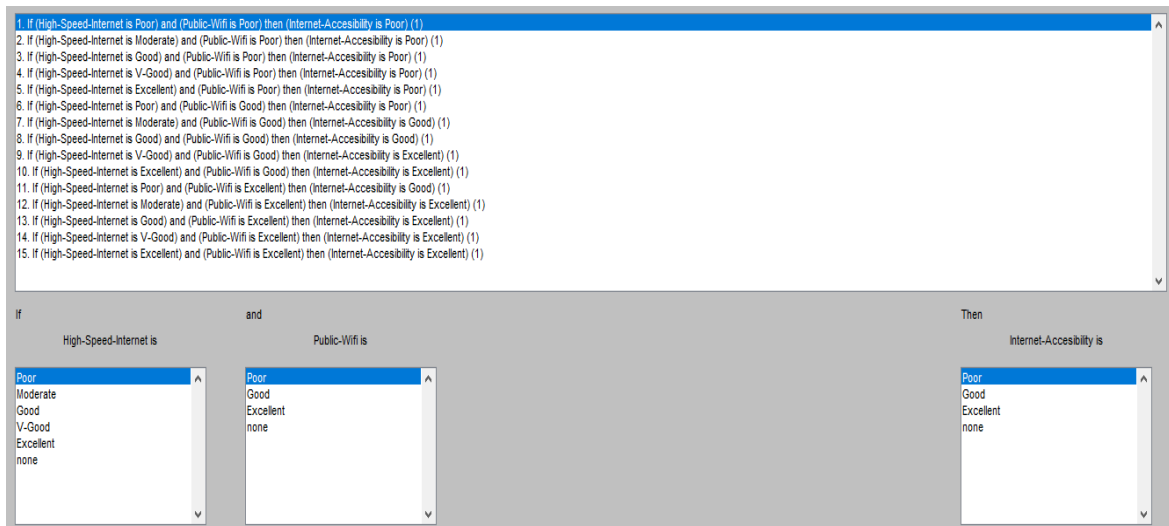 1. If (High-Speed-Internet is Poor) and (Public-Wifi is Poor) then (Internet-Accesibility is Poor) (1)
2. If (High-Speed-Internet is Moderate) and (Public-Wifi is Poor) then (Internet-Accesibility is Poor) (1)
3. If (High-Speed-Internet is Good) and (Public-Wifi is Poor) then (Internet-Accesibility is Poor) (1)
4. If (High-Speed-Internet is V-Good) and (Public-Wifi is Poor) then (Internet-Accesibility is Poor) (1)
5. If (High-Speed-Internet is Excellent) and (Public-Wifi is Poor) then (Internet-Accesibility is Poor) (1)
6. If (High-Speed-Internet is Poor) and (Public-Wifi is Good) then (Internet-Accesibility is Poor) (1)
7. If (High-Speed-Internet is Moderate) and (Public-Wifi is Good) then (Internet-Accesibility is Good) (1)
8. If (High-Speed-Internet is Good) and (Public-Wifi is Good) then (Internet-Accesibility is Good) (1)
9. If (High-Speed-Internet is V-Good) and (Public-Wifi is Good) then (Internet-Accesibility is Excellent) (1)
10. If (High-Speed-Internet is Excellent) and (Public-Wifi is Good) then (Internet-Accesibility is Excellent) (1)
11. If (High-Speed-Internet is Poor) and (Public-Wifi is Excellent) then (Internet-Accesibility is Good) (1)
12. If (High-Speed-Internet is Moderate) and (Public-Wifi is Excellent) then (Internet-Accesibility is Excellent) (1)
13. If (High-Speed-Internet is Good) and (Public-Wifi is Excellent) then (Internet-Accesibility is Excellent) (1)
14. If (High-Speed-Internet is V-Good) and (Public-Wifi is Excellent) then (Internet-Accesibility is Excellent) (1)
15. If (High-Speed-Internet is Excellent) and (Public-Wifi is Excellent) then (Internet-Accesibility is Excellent) (1)
If
High-Speed-Internet is
Poor
Moderate
Good
V-Good
Excellent
none
and
Public-Wifi is
Poor
Good
Excellent
none
Then
Internet-Accesibility is
Poor
Good
Excellent
none